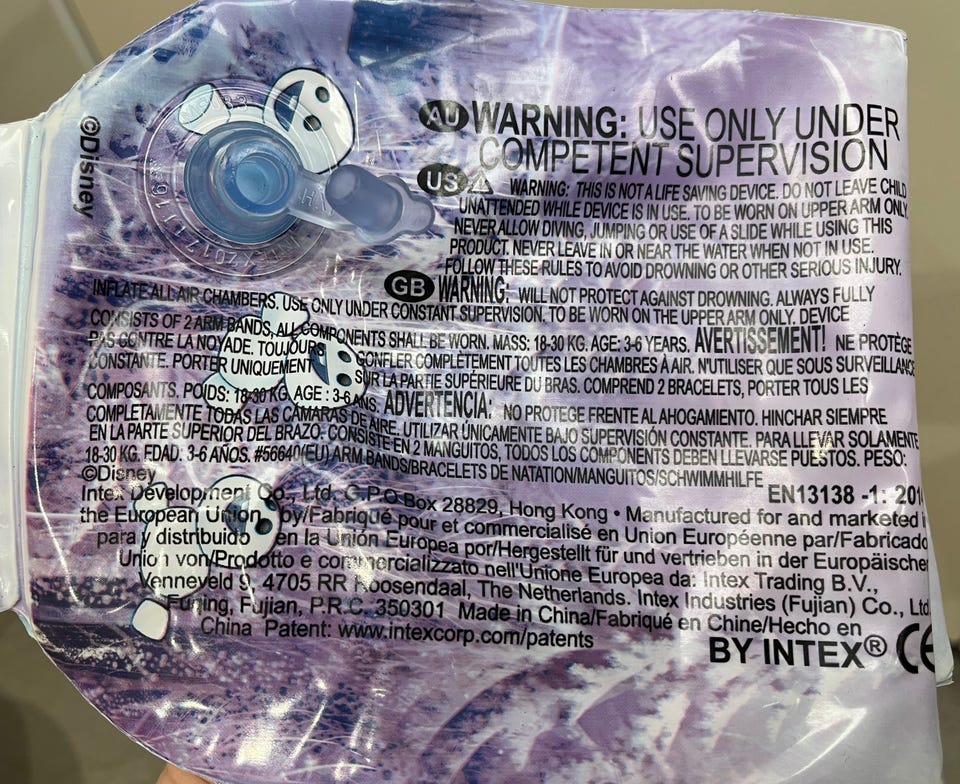 ©Disney
AU WARNING: USE ONLY UNDER
COMPETENT SUPERVISION
US WARNING: THIS IS NOT A LIFE SAVING DEVICE. DO NOT LEAVE CHILD
UNATTENDED WHILE DEVICE IS IN USE. TO BE WORN ON UPPER ARM ONLY.
NEVER ALLOW DIVING, JUMPING OR USE OF A SLIDE WHILE USING THIS
PRODUCT. NEVER LEAVE IN OR NEAR THE WATER WHEN NOT IN USE.
FOLLOW THESE RULES TO AVOID DROWNING OR OTHER SERIOUS INJURY.
GB WARNING: WILL NOT PROTECT AGAINST DROWNING. ALWAYS FULLY
INFLATE ALL AIR CHAMBERS. USE ONLY UNDER CONSTANT SUPERVISION. TO BE WORN ON THE UPPER ARM ONLY. DEVICE
CONSISTS OF 2 ARM BANDS, ALL COMPONENTS SHALL BE WORN. MASS: 18-30 KG. AGE: 3-6 YEARS. AVERTISSEMENT! NE PROTÈGE
PAS CONTRE LA NOYADE. TOUJOURS GONFLER COMPLÈTEMENT TOUTES LES CHAMBRES À AIR. N'UTILISER QUE SOUS SURVEILLANCE
CONSTANTE. PORTER UNIQUEMENT SUR LA PARTIE SUPÉRIEURE DU BRAS. COMPREND 2 BRACELETS, PORTER TOUS LES
COMPOSANTS. POIDS: 18-30 KG. AGE : 3-6 ANS. ADVERTENCIA: NO PROTEGE FRENTE AL AHOGAMIENTO. HINCHAR SIEMPRE
COMPLETAMENTE TODAS LAS CÁMARAS DE AIRE. UTILIZAR ÚNICAMENTE BAJO SUPERVISIÓN CONSTANTE. PARA LLEVAR SOLAMENTE
EN LA PARTE SUPERIOR DEL BRAZO. CONSISTE EN 2 MANGUITOS, TODOS LOS COMPONENTS DEBEN LLEVARSE PUESTOS. PESO:
18-30 KG. EDAD: 3-6 AÑOS. #56640(EU) ARM BANDS/BRACELETS DE NATATION/MANGUITOS/SCHWIMMHILFE
©Disney EN13138 -1:
Intex Development Co., Ltd. G.P.O Box 28829, Hong Kong • Manufactured for and marketed
the European Union by/Fabriqué pour et commercialisé en Union Européenne par/Fabricado
para y distribuido en la Unión Europea por/Hergestellt für und vertrieben in der Europäischen
Union von/Prodotto e commercializzato nell'Unione Europea da: Intex Trading B.V.,
Venneveld 9, 4705 RR Roosendaal, The Netherlands. Intex Industries (Fujian) Co., Ltd.
Funing, Fujian, P.R.C. 350301 Made in China/Fabriqué en Chine/Hecho en
China Patent: www.intexcorp.com/patents
BY INTEX® CE